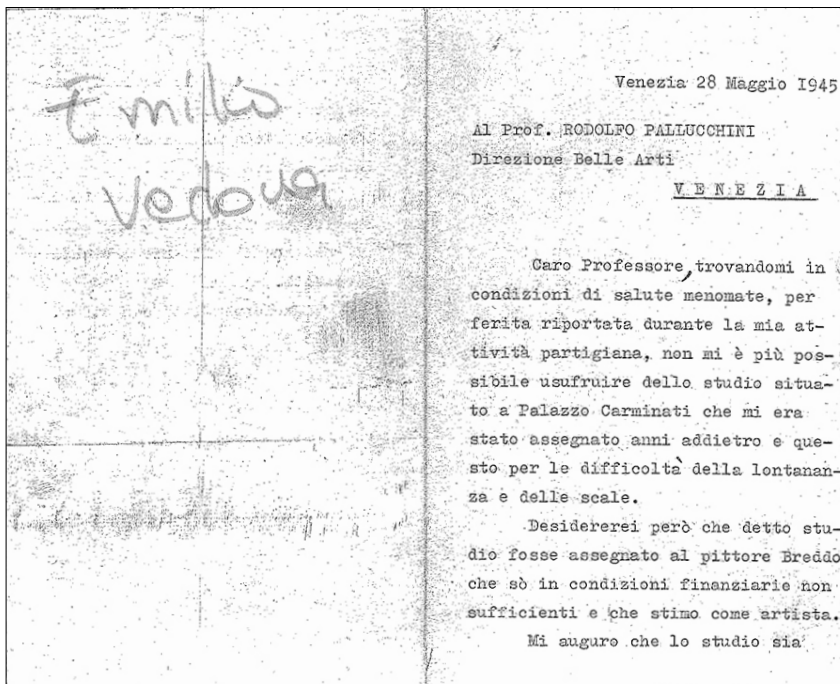 Emilio
Vedova
Venezia 28 Maggio 1945
Al Prof. RODOLFO PALLUCCHINI
Direzione Belle Arti
V E N E Z I A
Caro Professore, trovandomi in
condizioni di salute menomate, per
ferita riportata durante la mia at-
tività partigiana, non mi è più pos-
sibile usufruire dello studio situa-
to a Palazzo Carminati che mi era
stato assegnato anni addietro e que-
sto per le difficoltà della lontanan-
za e delle scale.
Desidererei però che detto stu-
dio fosse assegnato al pittore Breddo
che sò in condizioni finanziarie non
sufficienti e che stimo come artista.
Mi auguro che lo studio sia